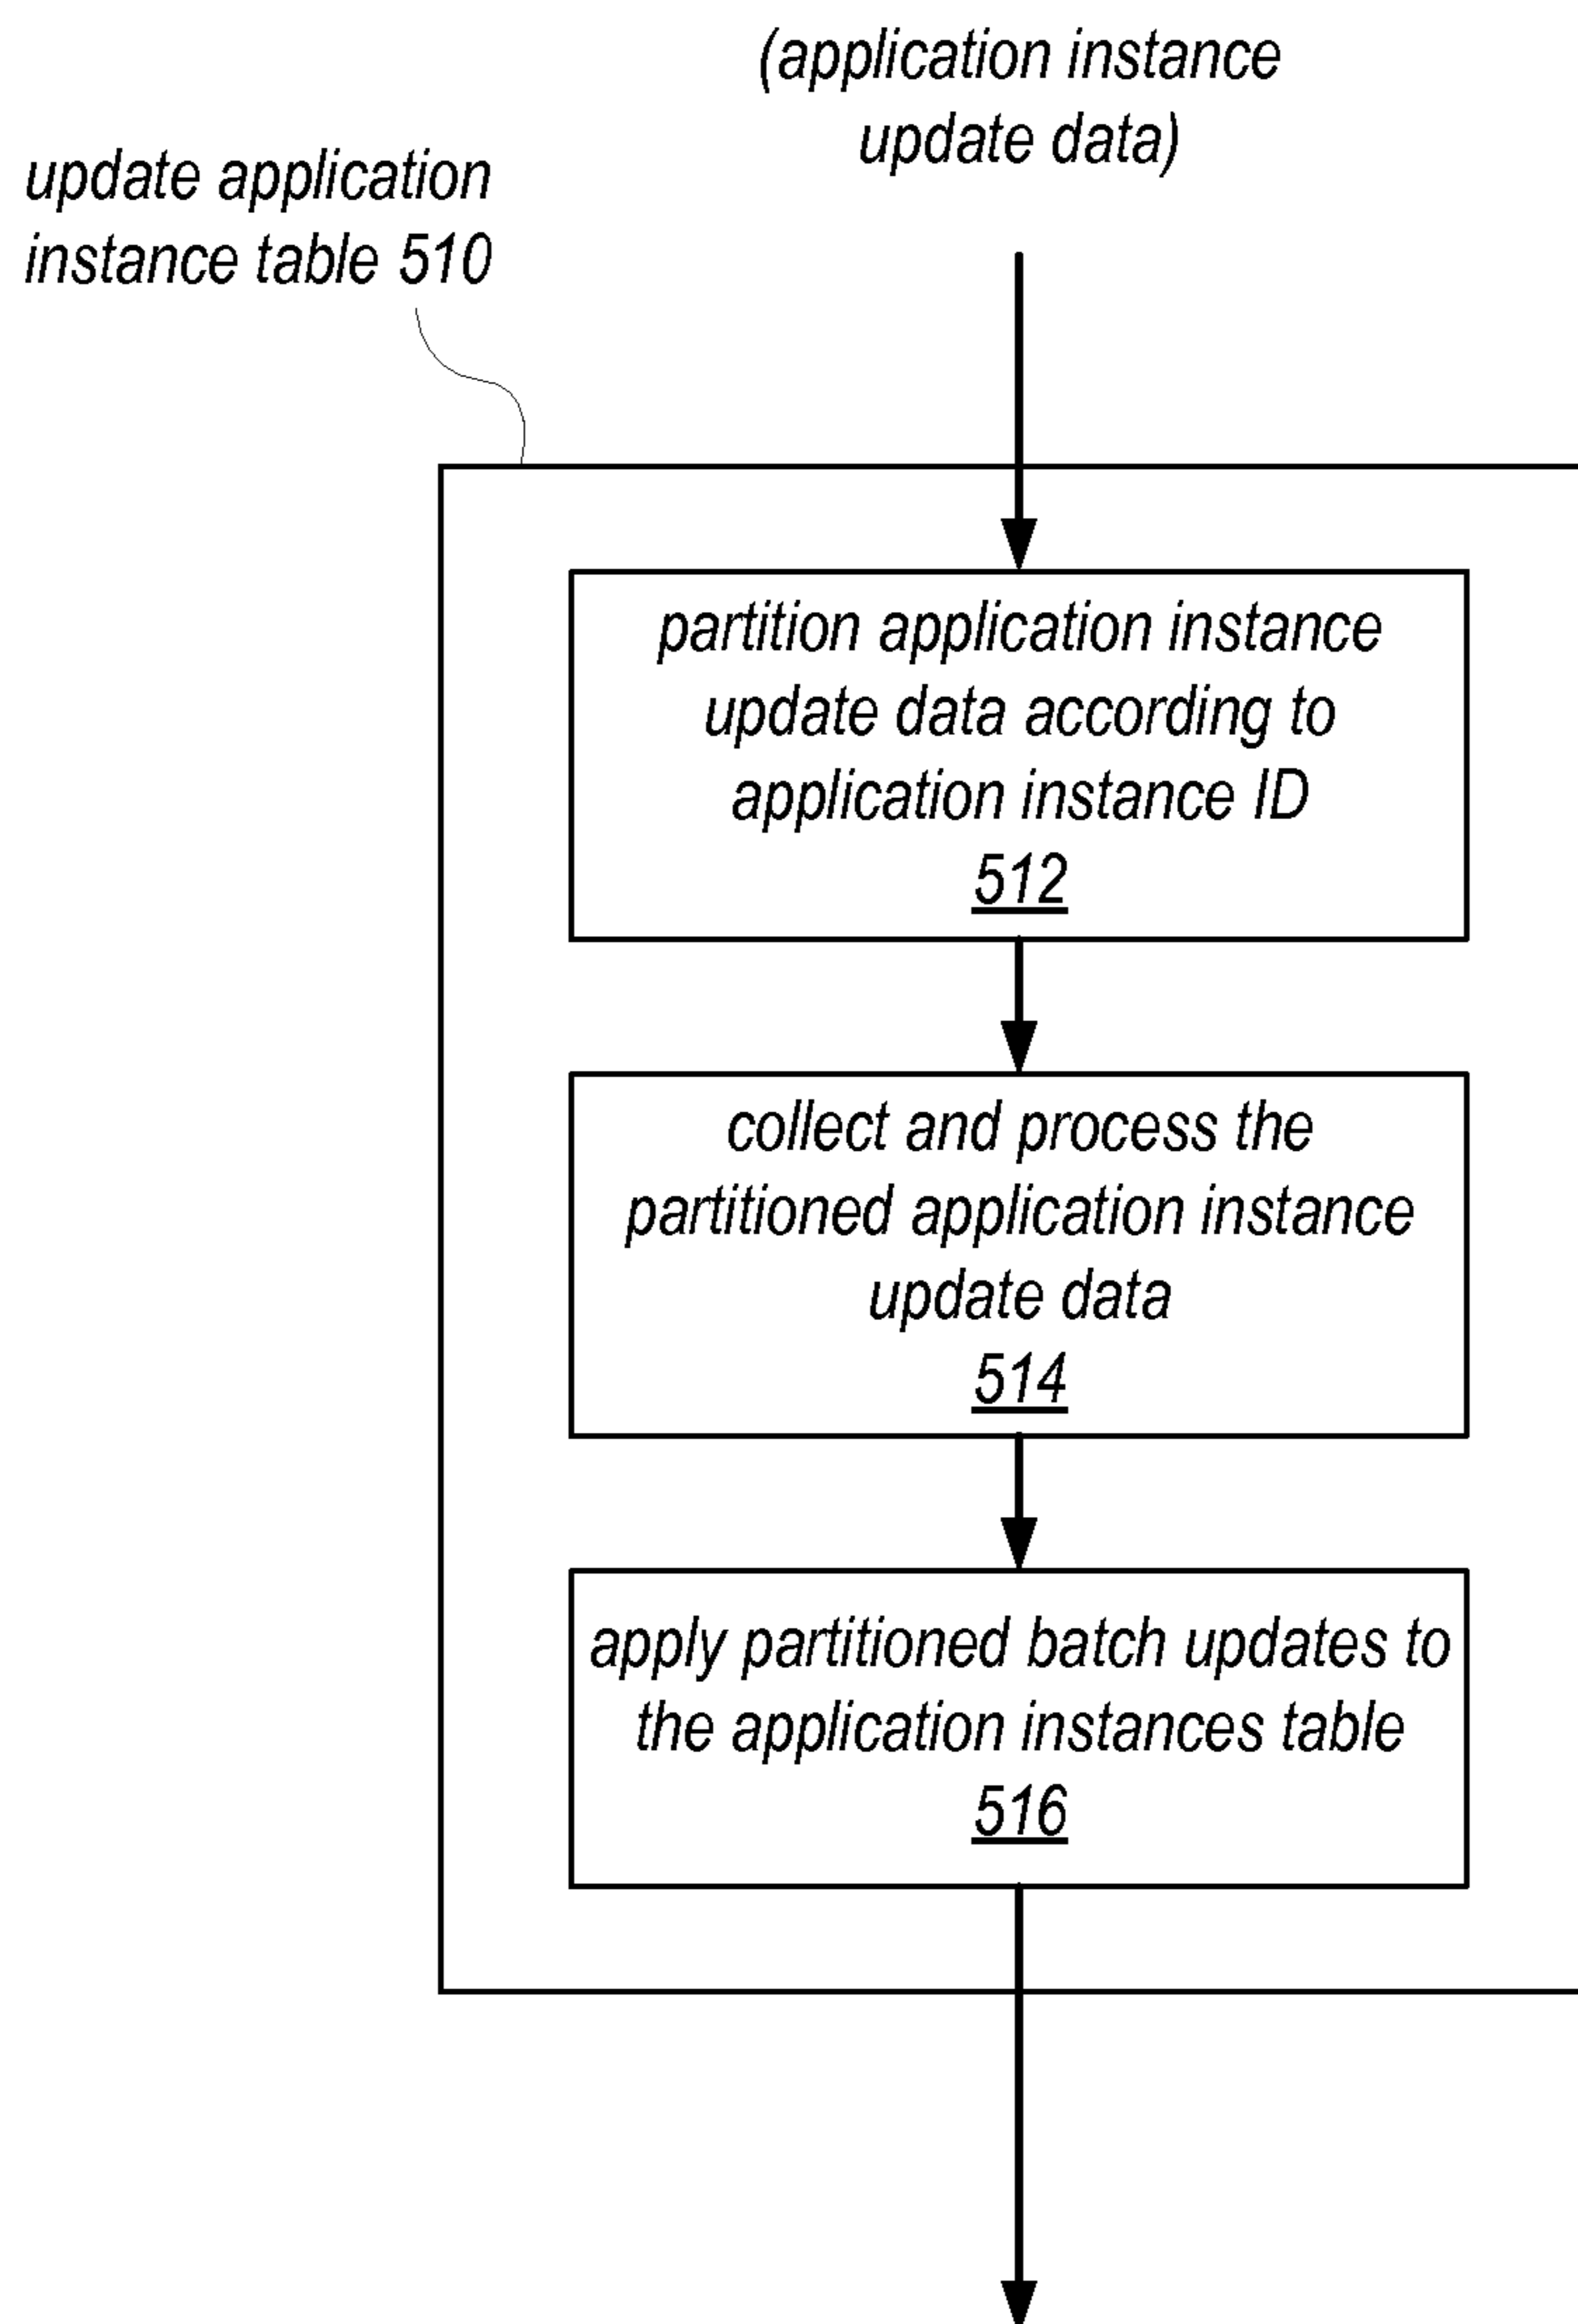 (application instance
update data)
update application
instance table 510
partition application instance
update data according to
application instance ID
512
collect and process the
partitioned application instance
update data
514
apply partitioned batch updates to
the application instances table
516